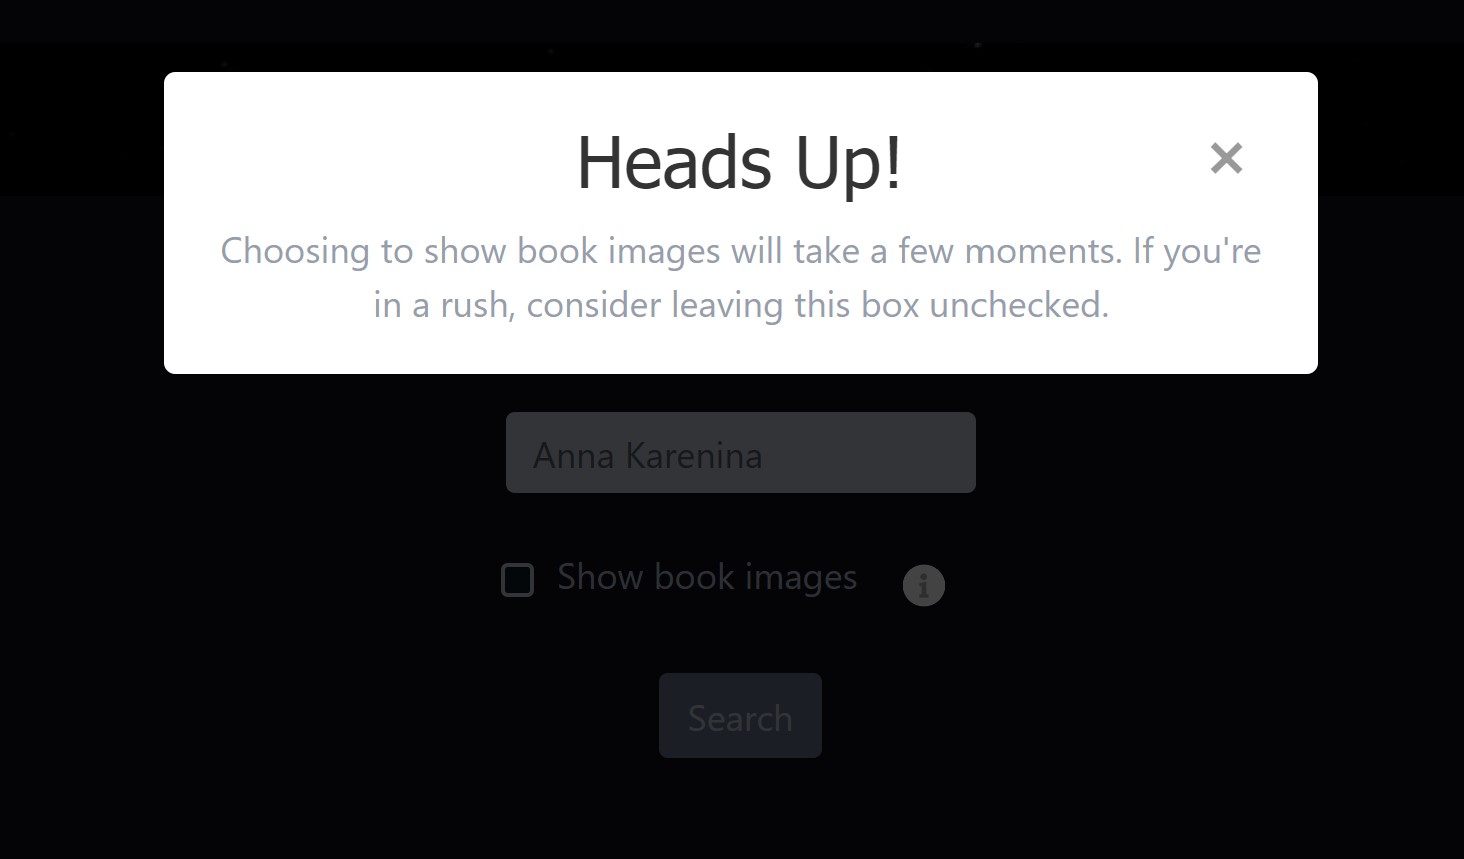 Heads Up!
Choosing to show book images will take a few moments. If you're
in a rush, consider leaving this box unchecked.
Anna Karenina
Show book images
Search